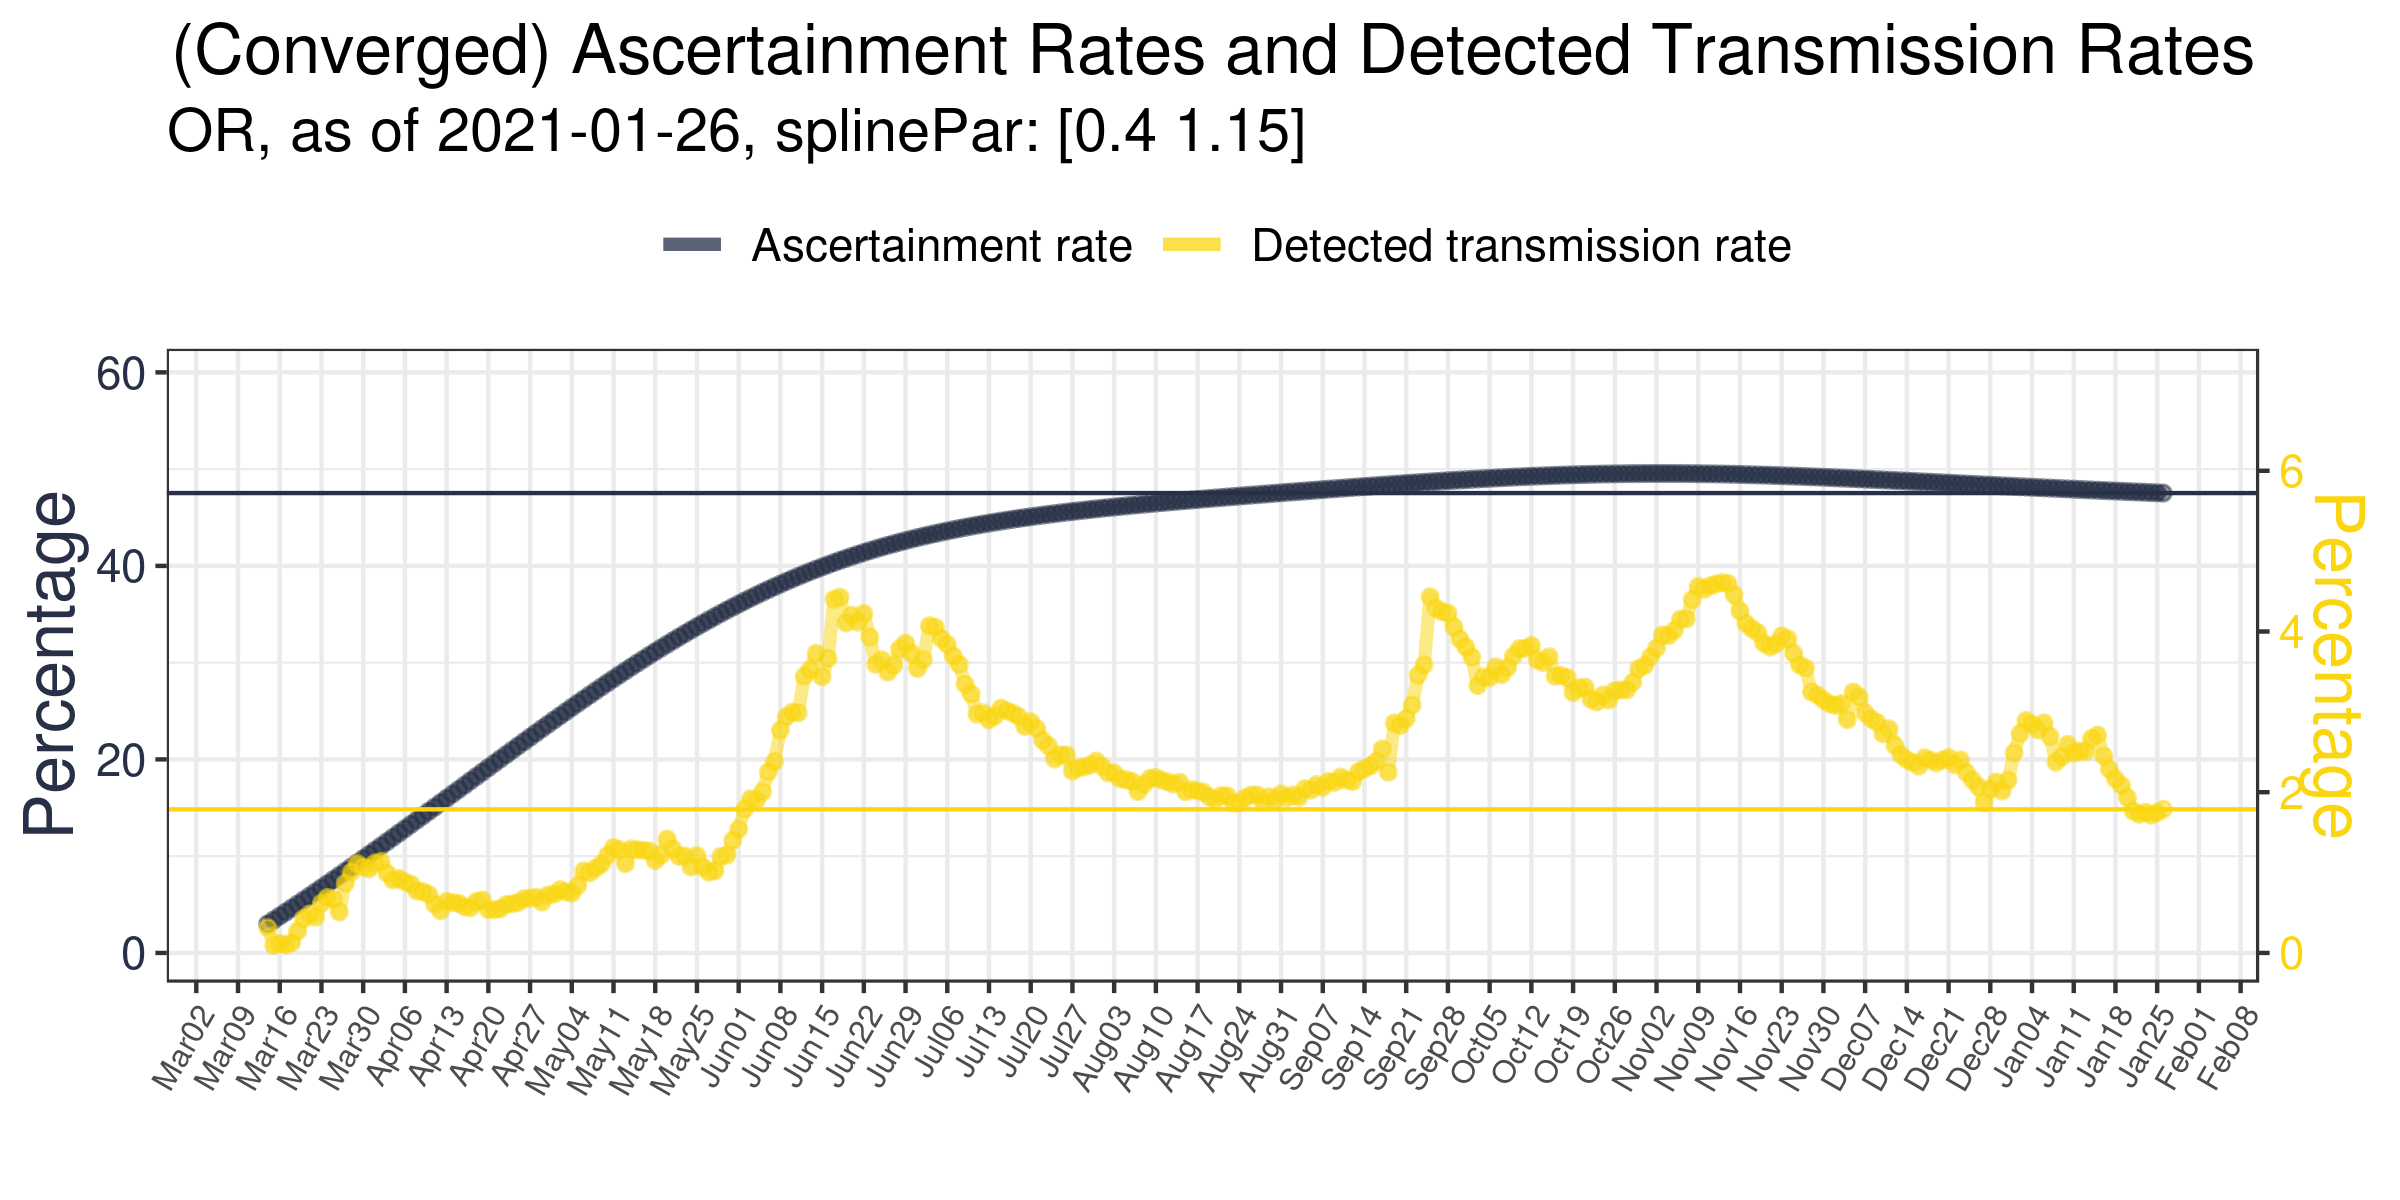 (Converged) Ascertainment Rates and Detected Transmission Rates
OR, as of 2021-01-26, splinePar: [0.4 1.15]
Ascertainment rate
Detected transmission rate
Percentage
60
40
20
0
6
4
2
0
Percentage
Mar02
Mar09
Mar16
Mar23
Mar30
Apr06
Apr13
Apr20
Apr27
May04
May11
May18
May25
Jun01
Jun08
Jun15
Jun22
Jun29
Jul06
Jul13
Jul20
Jul27
Aug03
Aug10
Aug17
Aug24
Aug31
Sep07
Sep14
Sep21
Sep28
Oct05
Oct12
Oct19
Oct26
Nov02
Nov09
Nov16
Nov23
Nov30
Dec07
Dec14
Dec21
Dec28
Jan04
Jan11
Jan18
Jan25
Feb01
Feb08